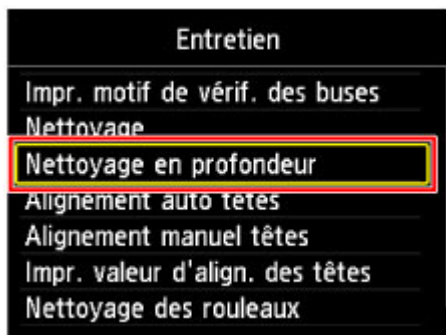 Entretien
Impr. motif de vérif. des buses
Nettoyage
Nettoyage en profondeur
Alignement auto têtes
Alignement manuel têtes
Impr. valeur d'align. des têtes
Nettoyage des rouleaux